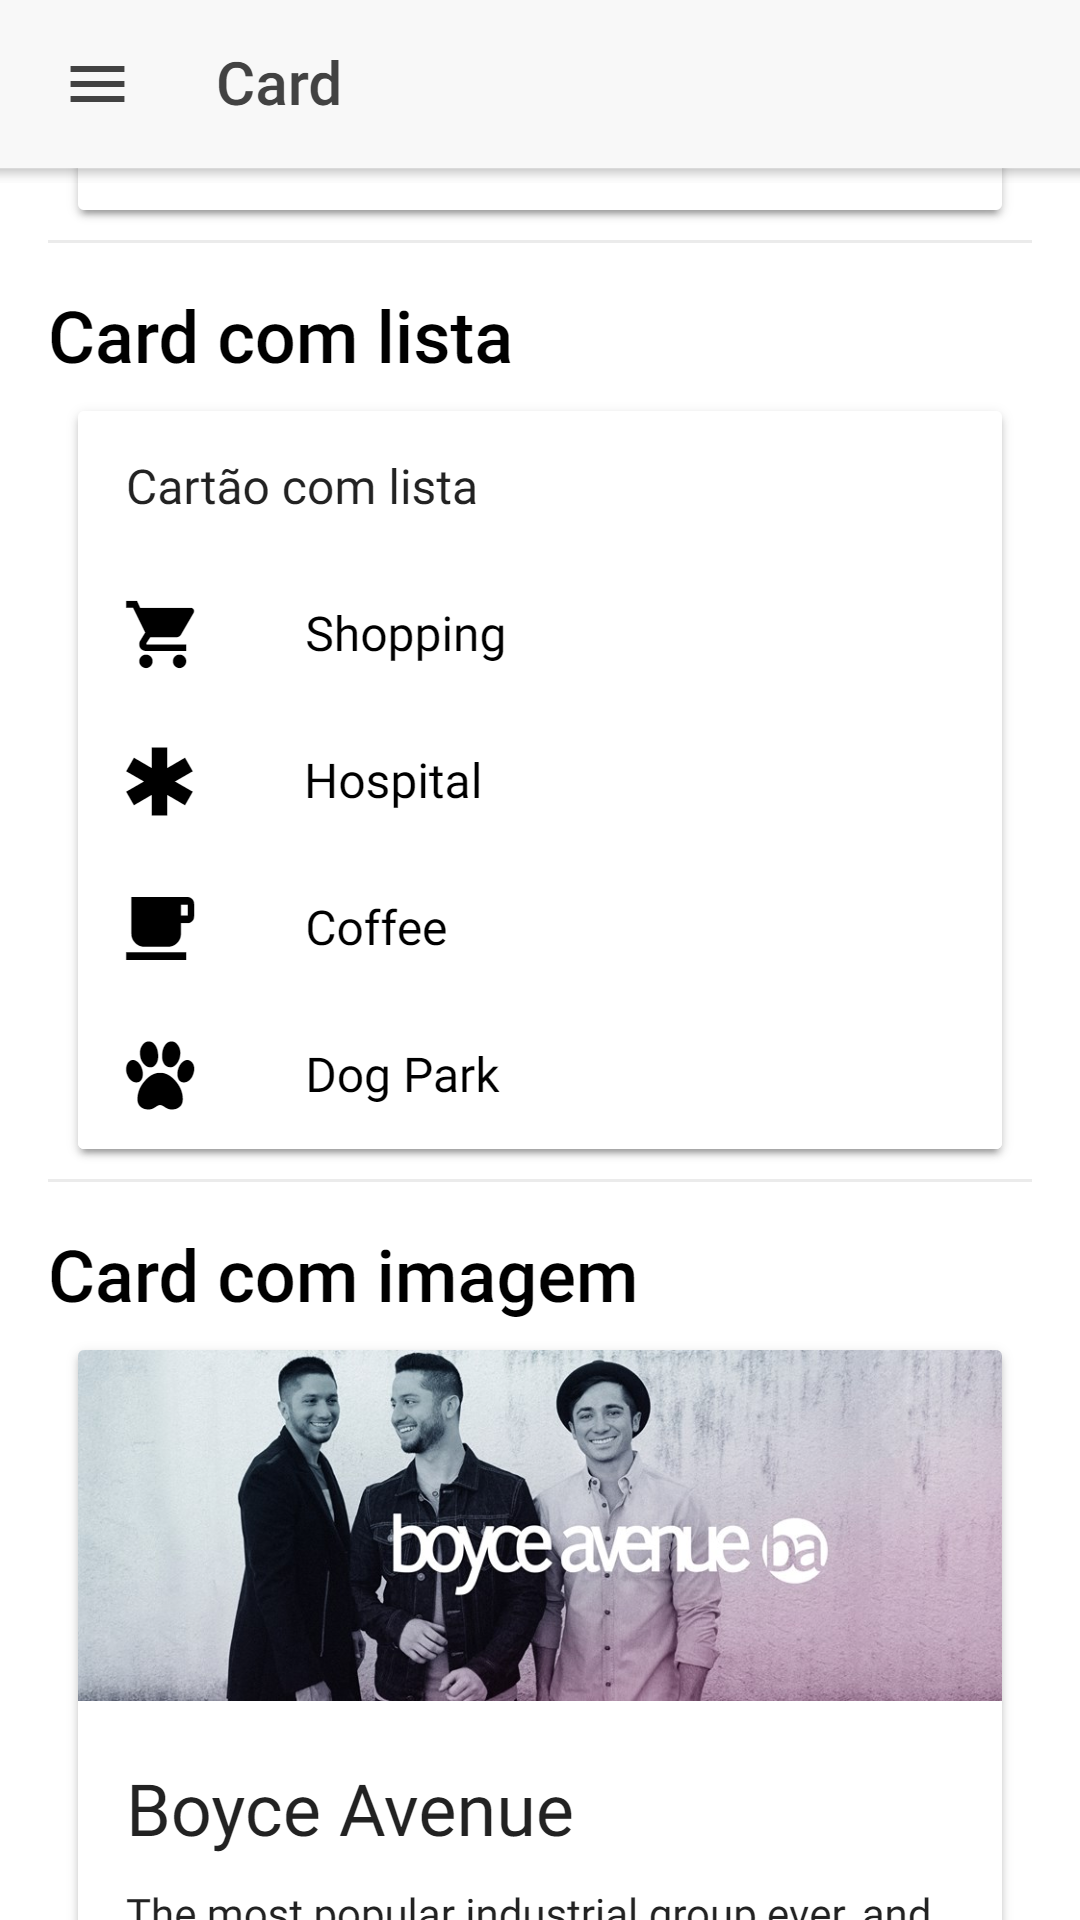 Card
Card com lista
Cartão com lista
Shopping
Hospital
Coffee
Dog Park
Card com imagem
boyce avenue ba
Boyce Avenue
The most popular industrial group ever, and